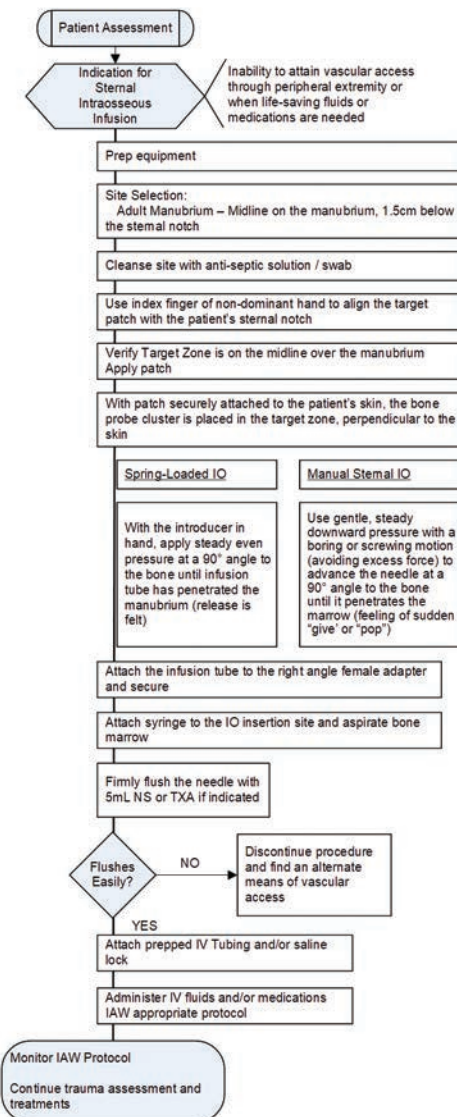 Patient Assessment
Indication for
Sternal
Intraosseous
Infusion
Inability to attain vascular access
through peripheral extremity or
when life-saving fluids or
medications are needed
Prep equipment
Site Selection:
Adult Manubrium – Midline on the manubrium, 1.5cm below
the sternal notch
Cleanse site with anti-septic solution / swab
Use index finger of non-dominant hand to align the target
patch with the patient's sternal notch
Verify Target Zone is on the midline over the manubrium
Apply patch
With patch securely attached to the patient's skin, the bone
probe cluster is placed in the target zone, perpendicular to the
skin
Spring-Loaded IO
With the introducer in
hand, apply steady even
pressure at a 90° angle to
the bone until infusion
tube has penetrated the
manubrium (release is
felt)
Manual Sternal IO
Use gentle, steady
downward pressure with a
boring or screwing motion
(avoiding excess force) to
advance the needle at a
90° angle to the bone
until it penetrates the
marrow (feeling of sudden
"give' or "pop")
Attach the infusion tube to the right angle female adapter
and secure
Attach syringe to the IO insertion site and aspirate bone
marrow
Firmly flush the needle with
5mL NS or TXA if indicated
Flushes
Easily?
NO
Discontinue procedure
and find an alternate
means of vascular
access
YES
Attach prepped IV Tubing and/or saline
lock
Administer IV fluids and/or medications
IAW appropriate protocol
Monitor IAW Protocol
Continue trauma assessment and
treatments